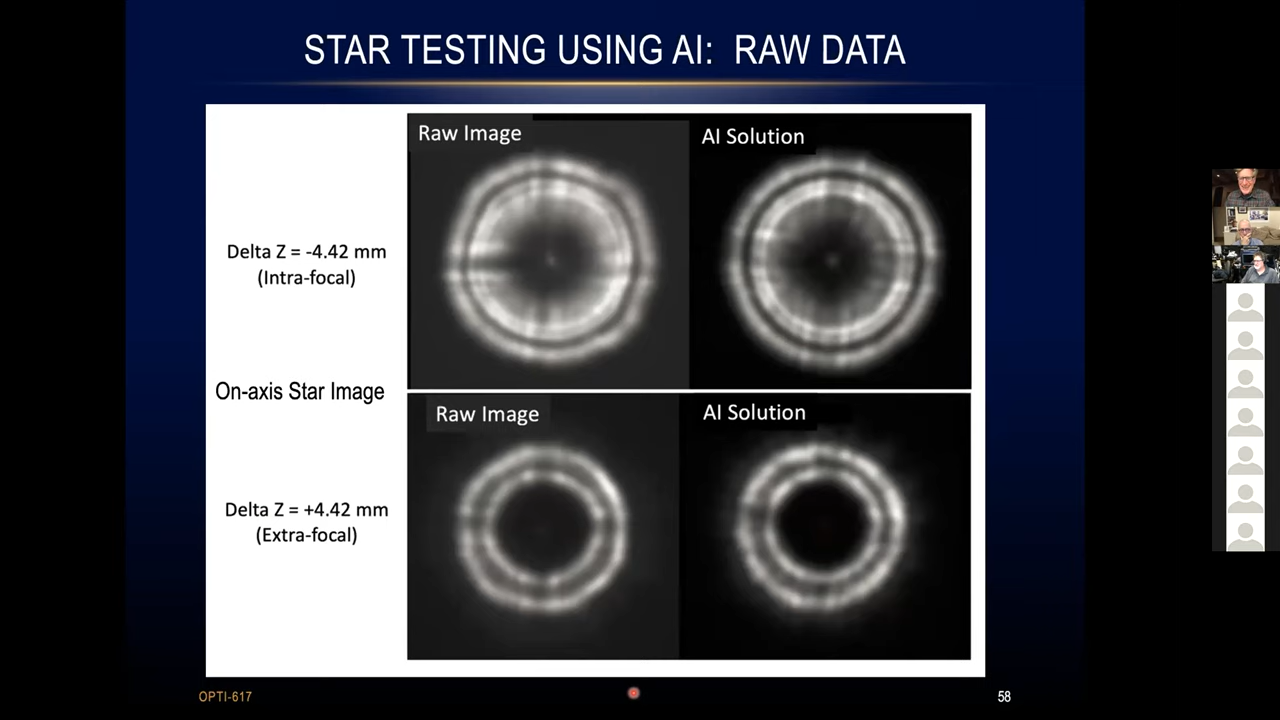 STAR TESTING USING AI: RAW DATA
Raw Image
AI Solution
Delta Z = -4.42 mm
(Intra-focal)
On-axis Star Image
Raw Image
AI Solution
Delta Z = +4.42 mm
(Extra-focal)
OPTI-617
58